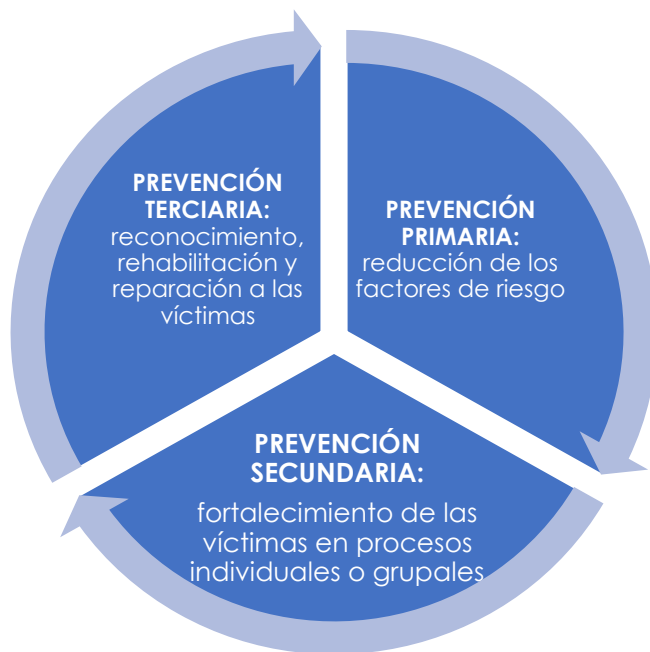 PREVENCIÓN
TERCIARIA:
reconocimiento,
rehabilitación y
reparación a las
víctimas
PREVENCIÓN
PRIMARIA:
reducción de los
factores de riesgo
PREVENCIÓN
SECUNDARIA:
fortalecimiento de las
víctimas en procesos
individuales o grupales